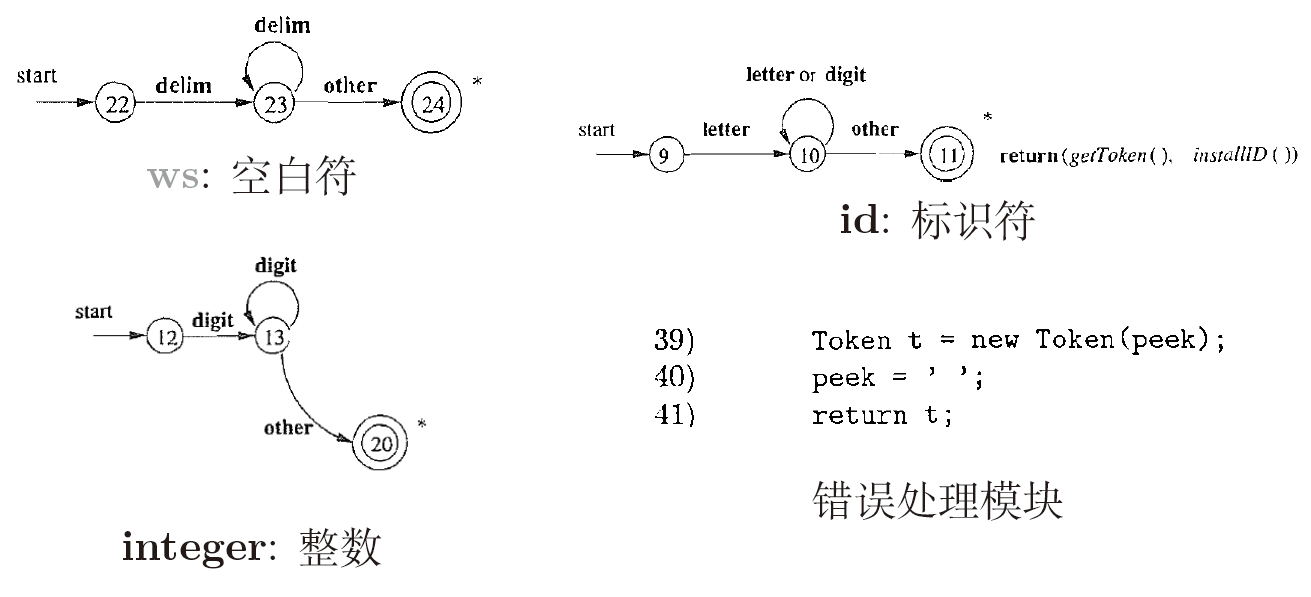 delim
start
delim
other
*
22
23
24
ws: 空白符
letter or digit
start
letter
other
*
9
10
11
return(getToken(), installID())
id: 标识符
digit
start
digit
12
13
other
20
*
integer: 整数
39) Token t = new Token(peek);
40) peek = ' ';
41) return t;
错误处理模块